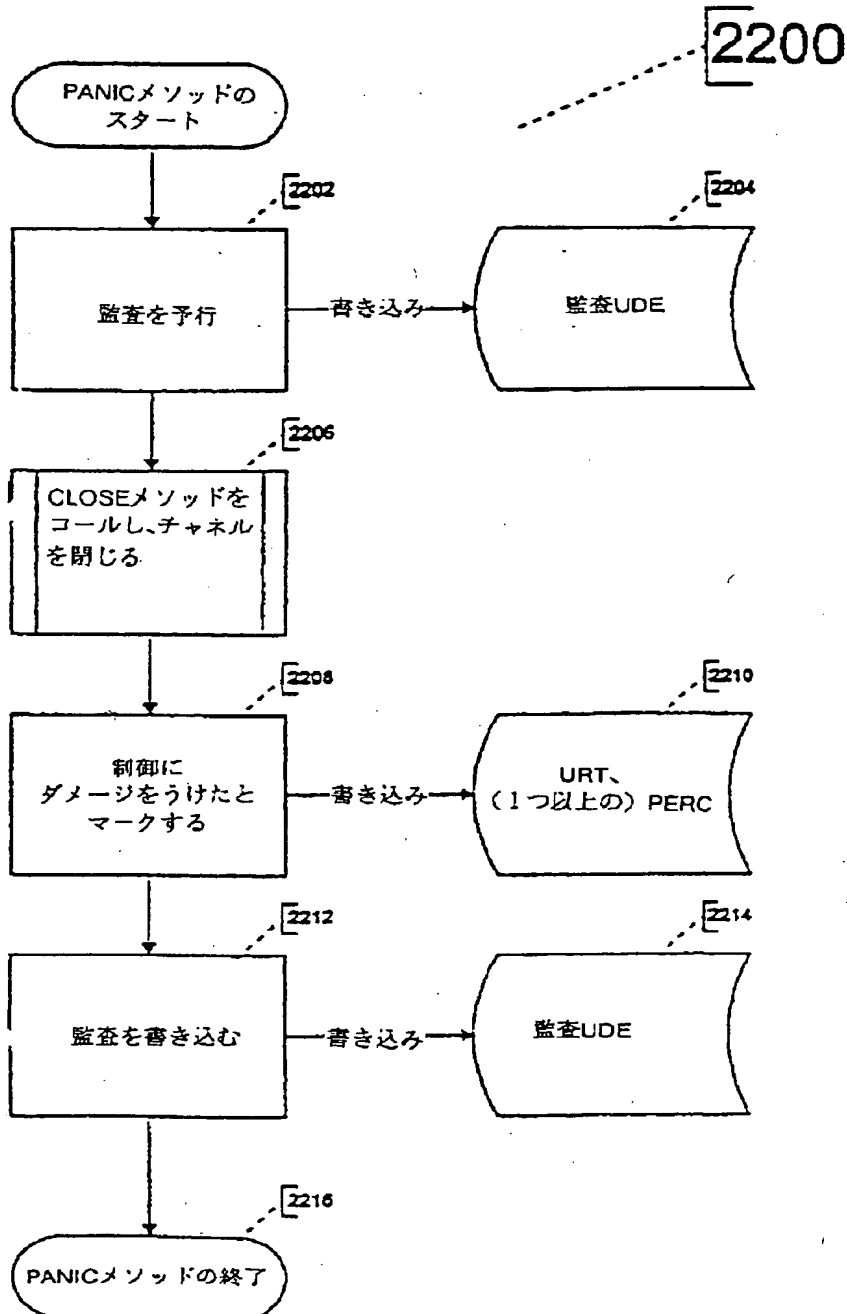 2200
PANICメソッドの
スタート
2202
2204
監査を予行
書き込み
監査UDE
2206
CLOSEメソッドを
コールし、チャネル
を閉じる
2208
2210
制御に
ダメージをうけたと
マークする
書き込み
URT、
（1つ以上の）PERC
2212
2214
監査を書き込む
書き込み
監査UDE
2216
PANICメソッドの終了